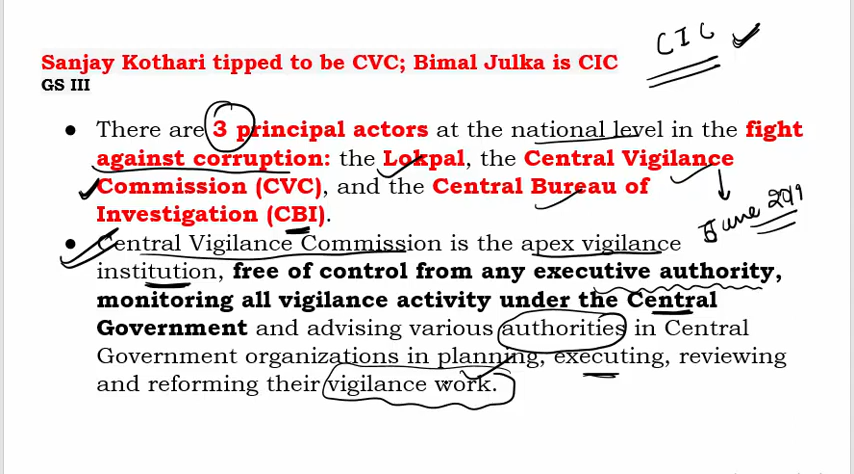 CIC
Sanjay Kothari tipped to be CVC; Bimal Julka is CIC
GS III
● There are 3 principal actors at the national level in the fight
against corruption: the Lokpal, the Central Vigilance
Commission (CVC), and the Central Bureau of
Investigation (CBI).
June 2019
● Central Vigilance Commission is the apex vigilance
institution, free of control from any executive authority,
monitoring all vigilance activity under the Central
Government and advising various authorities in Central
Government organizations in planning, executing, reviewing
and reforming their vigilance work.